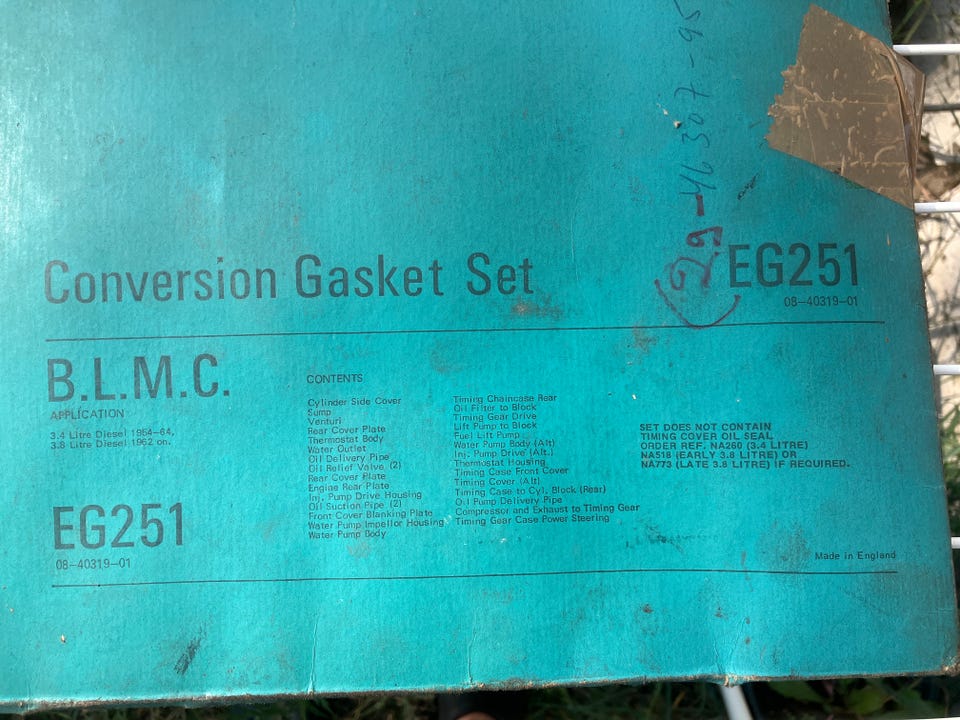 Conversion Gasket Set
EG251
08-40319-01
B.L.M.C.
APPLICATION
3.4 Litre Diesel 1954-64,
3.8 Litre Diesel 1962 on.
EG251
08-40319-01
CONTENTS
Cylinder Side Cover
Sump
Venturi
Rear Cover Plate
Thermostat Body
Water Outlet
Oil Delivery Pipe
Oil Relief Valve (2)
Rear Cover Plate
Engine Rear Plate
Inj. Pump Drive Housing
Oil Suction Pipe (2)
Front Cover Blanking Plate
Water Pump Impellor Housing
Water Pump Body
Timing Chaincase Rear
Oil Filter to Block
Timing Gear Drive
Lift Pump to Block
Fuel Lift Pump
Water Pump Body (Alt)
Inj. Pump Drive (Alt.)
Thermostat Housing
Timing Case Front Cover
Timing Cover (Alt)
Timing Case to Cyl. Block (Rear)
Oil Pump Delivery Pipe
Compressor and Exhaust to Timing Gear
Timing Gear Case Power Steering
SET DOES NOT CONTAIN
TIMING COVER OIL SEAL
ORDER REF. NA260 (3.4 LITRE)
NA518 (EARLY 3.8 LITRE) OR
NA773 (LATE 3.8 LITRE) IF REQUIRED.
Made in England
46307-95